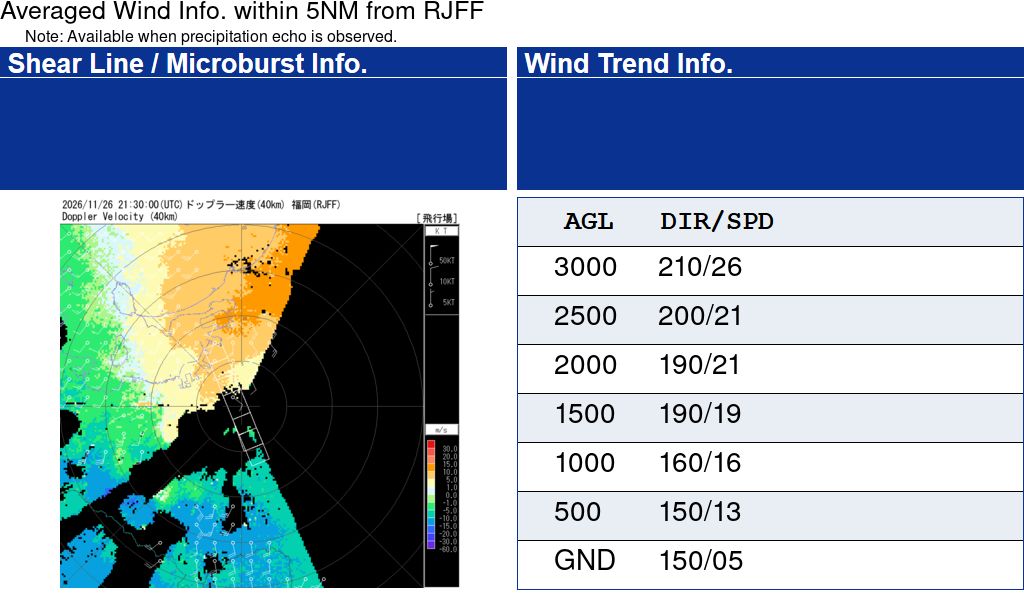 Averaged Wind Info. within 5NM from RJFF
Note: Available when precipitation echo is observed.
Shear Line / Microburst Info.
Wind Trend Info.
2026/11/26 21:30:00(UTC) ドップラー速度(40km) 福岡(RJFF)
Doppler Velocity (40km)
[飛行場]
KT
50KT
10KT
5KT
m/s
30.0
20.0
15.0
10.0
5.0
1.0
0.0
-1.0
-5.0
-10.0
-15.0
-20.0
-30.0
-60.0
AGL DIR/SPD
3000 210/26
2500 200/21
2000 190/21
1500 190/19
1000 160/16
500 150/13
GND 150/05